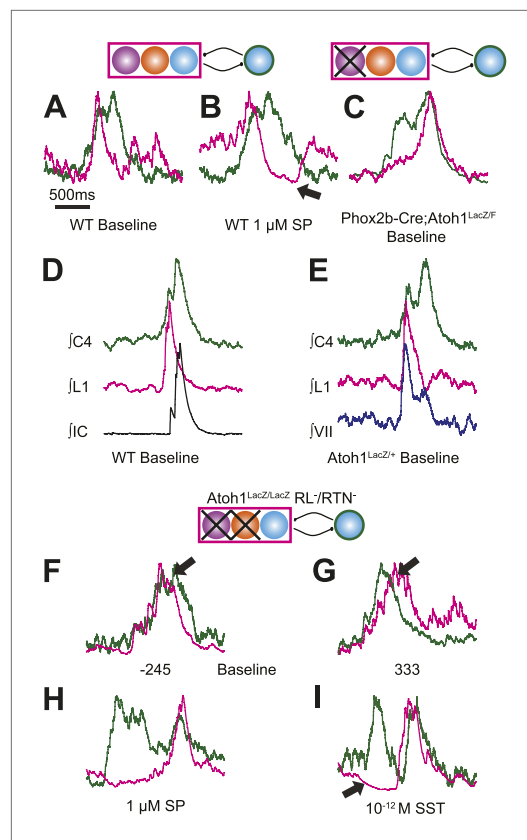 A
B
C
500ms
WT Baseline
WT 1 µM SP
Phox2b-Cre;Atoh1LacZ/F
Baseline
D
E
∫C4
∫C4
∫L1
∫L1
∫IC
∫VII
WT Baseline
Atoh1LacZ/+ Baseline
Atoh1LacZ/LacZ RL-/RTN-
F
G
-245
Baseline
333
H
I
1 µM SP
10-12 M SST